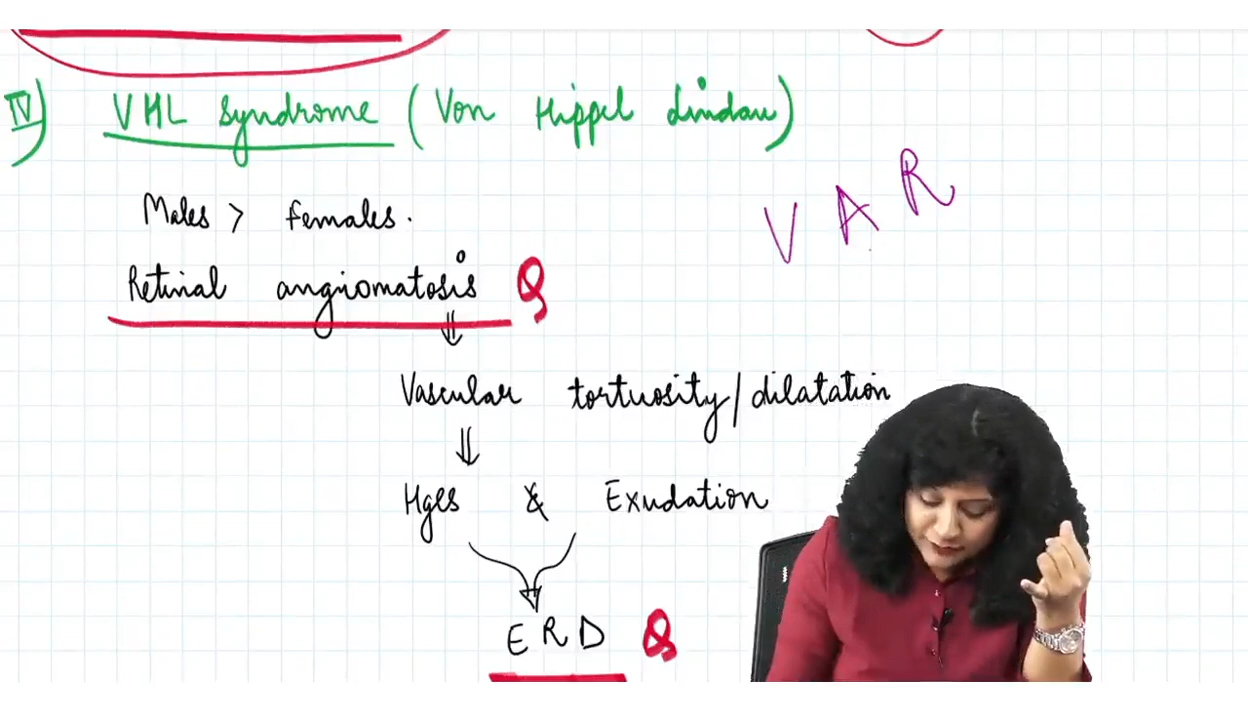 IV) VHL Syndrome (Von Hippel Lindau)
V A R
Males > females.
Retinal angiomatosis Q
⇓
Vascular tortuosity/dilatation
⇓
Hges & Exudation
ERD Q